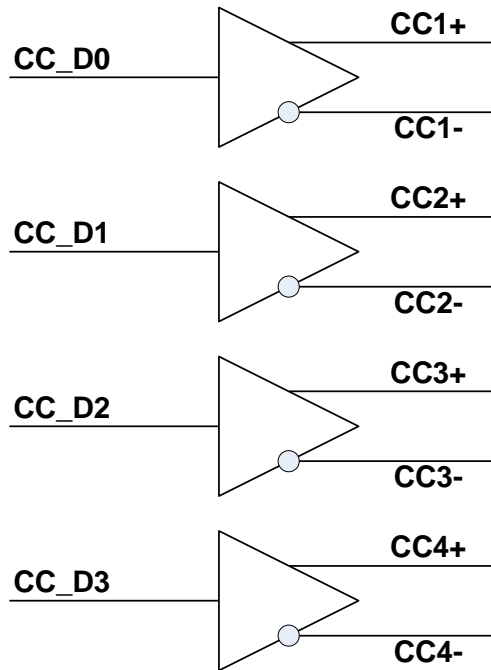 CC1+
CC_D0
CC1-
CC2+
CC_D1
CC2-
CC3+
CC_D2
CC3-
CC4+
CC_D3
CC4-